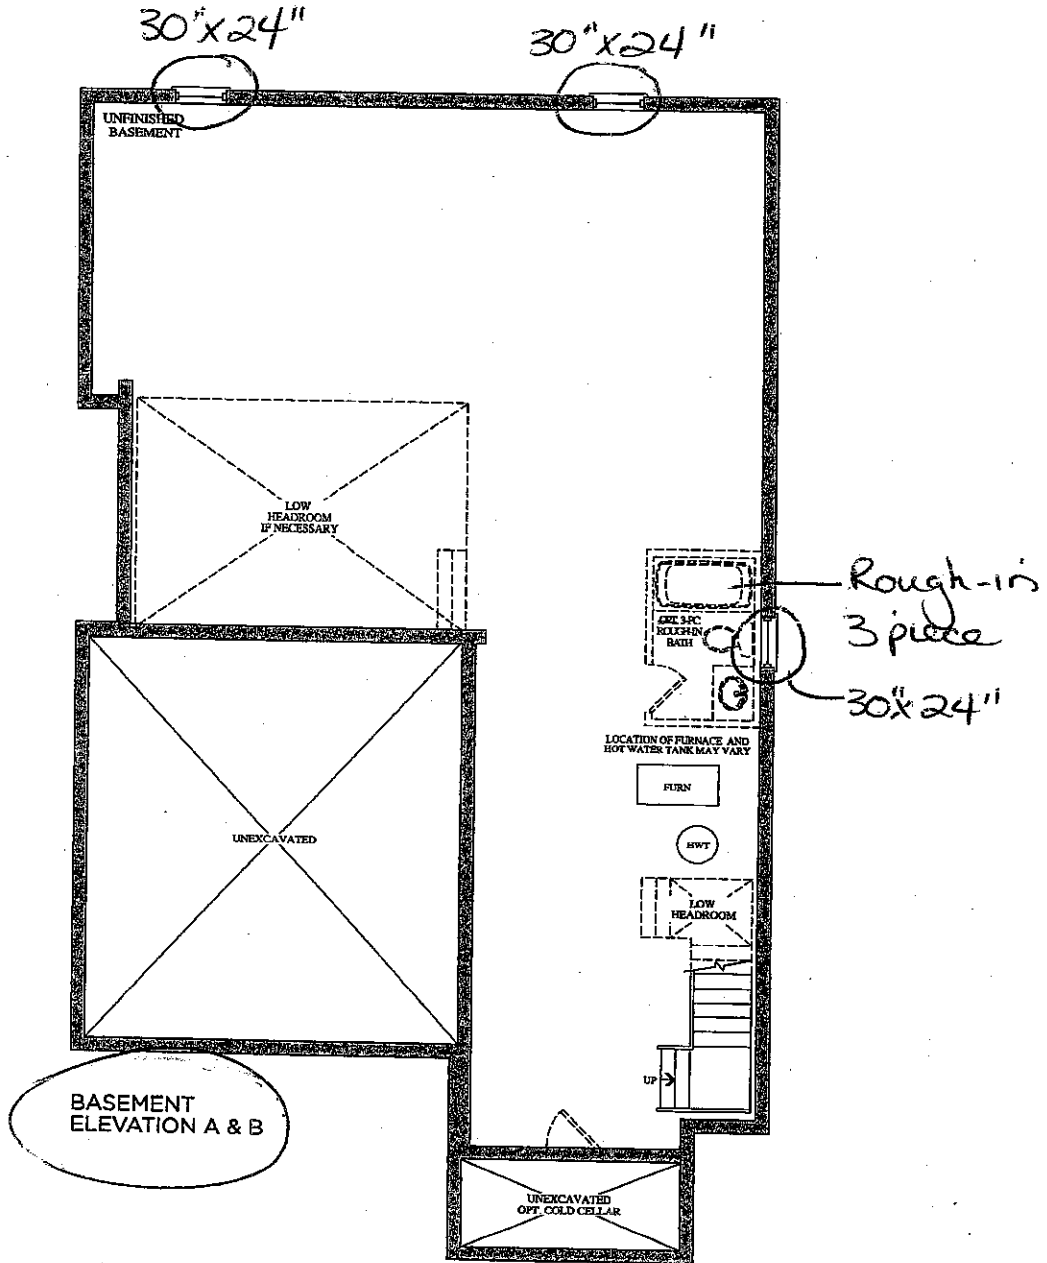 30"x24"
30"x24"
UNFINISHED
BASEMENT
LOW
HEADROOM
IF NECESSARY
Rough-in
3 piece
OPT. 3-PC
ROUGH-IN
BATH
30"x24"
LOCATION OF FURNACE AND
HOT WATER TANK MAY VARY
FURN
UNEXCAVATED
HWT
LOW
HEADROOM
UP
BASEMENT
ELEVATION A & B
UNEXCAVATED
OPT. COLD CELLAR